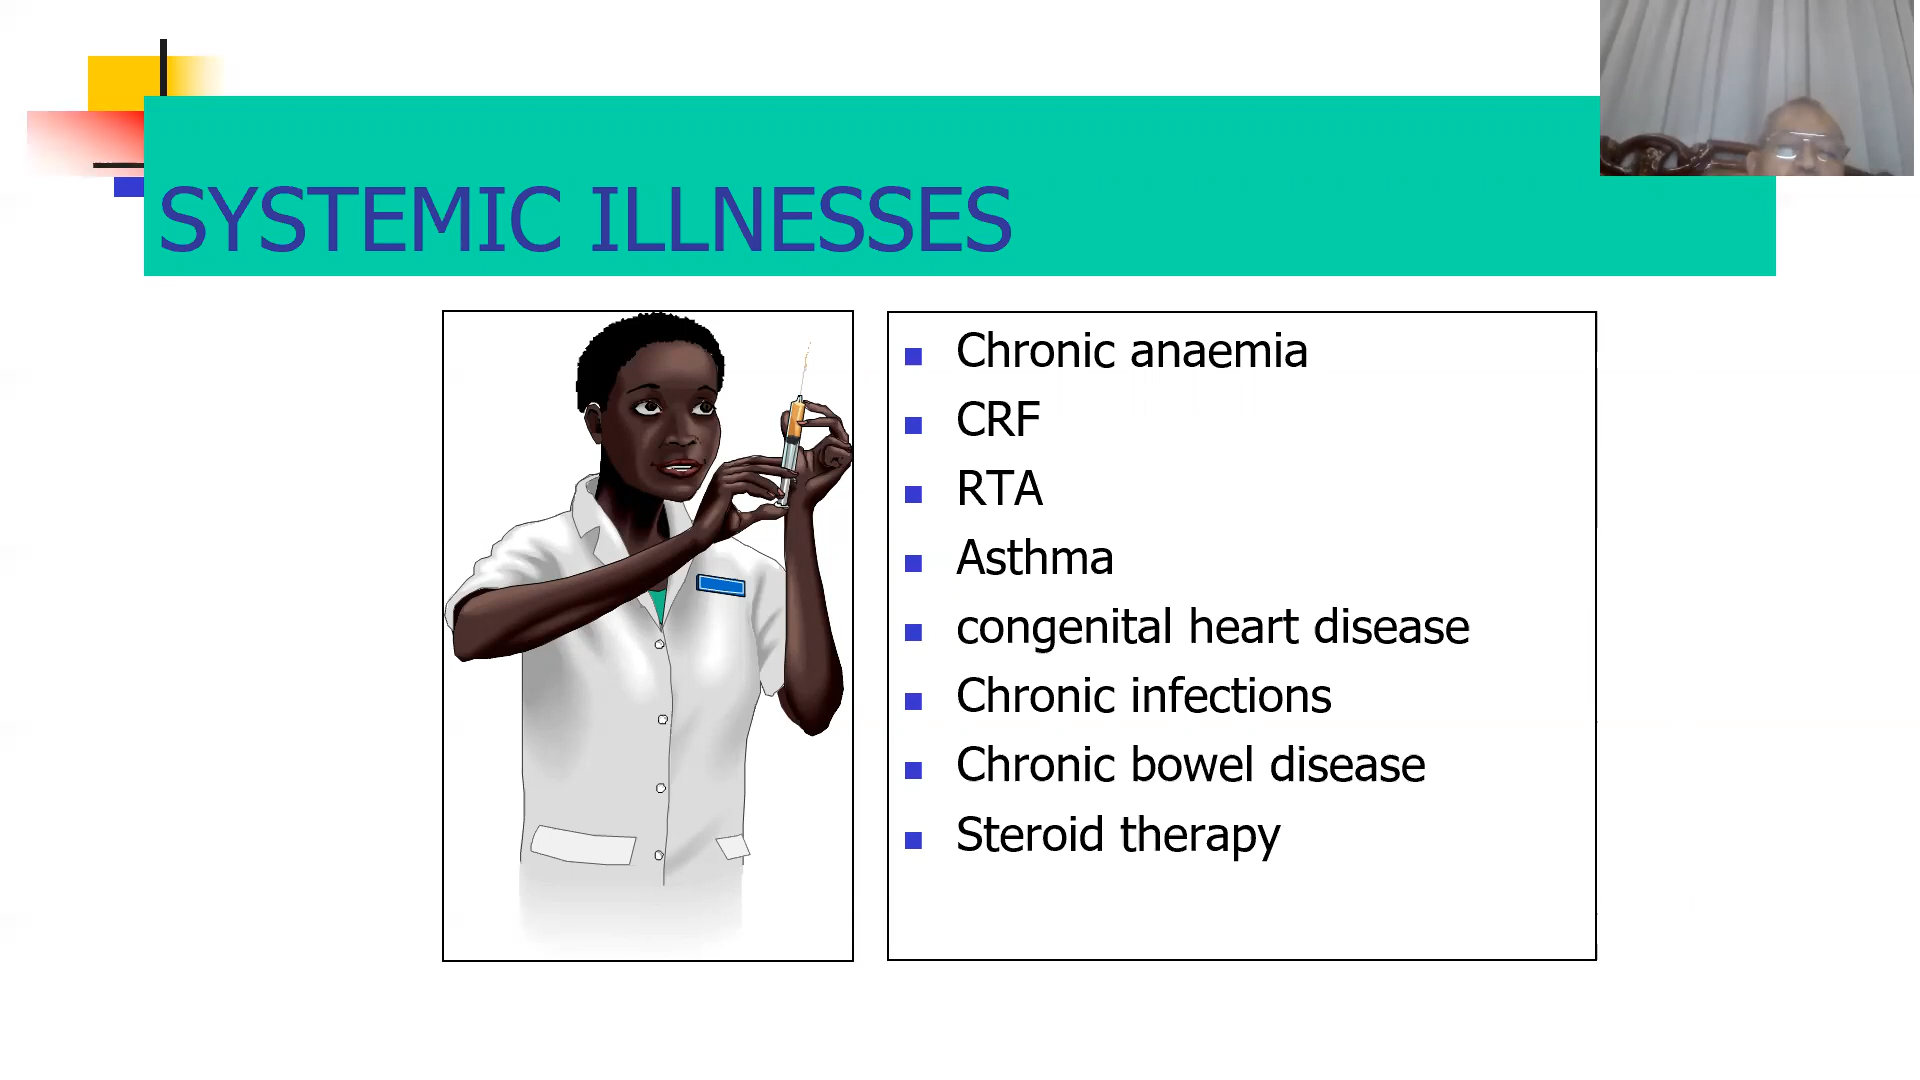 SYSTEMIC ILLNESSES
Chronic anaemia
CRF
RTA
Asthma
congenital heart disease
Chronic infections
Chronic bowel disease
Steroid therapy